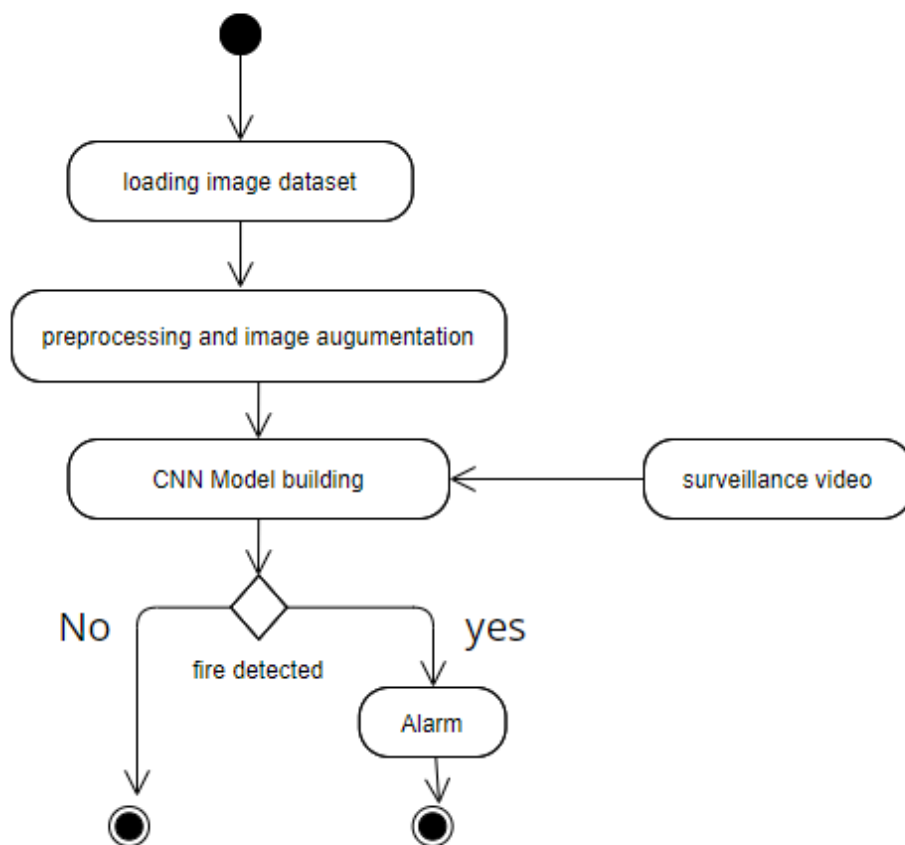 loading image dataset
preprocessing and image augumentation
CNN Model building
surveillance video
No
yes
fire detected
Alarm